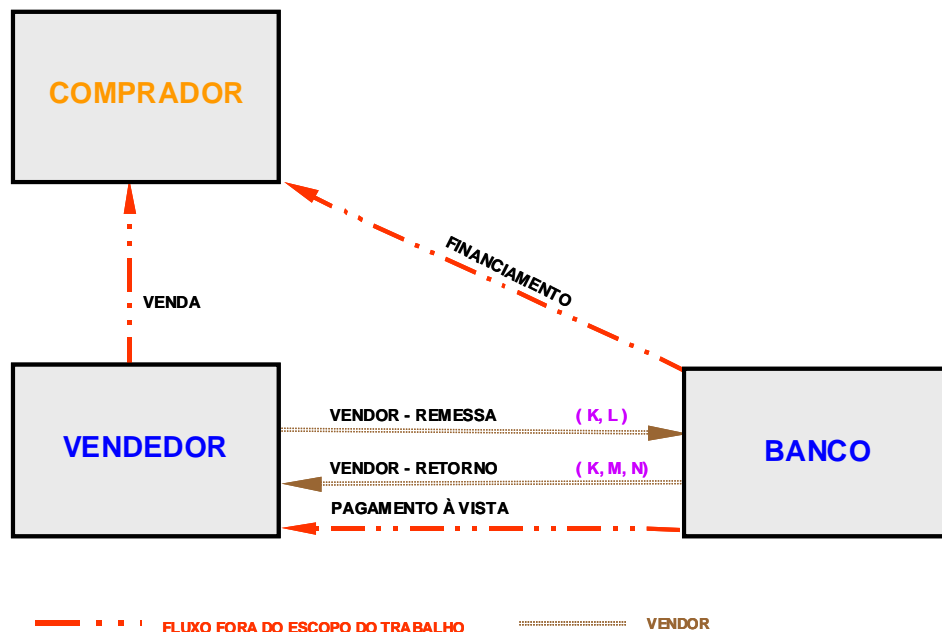 COMPRADOR
FINANCIAMENTO
VENDA
VENDEDOR
VENDOR - REMESSA ( K, L )
VENDOR - RETORNO ( K, M, N)
PAGAMENTO À VISTA
BANCO
FLUXO FORA DO ESCOPO DO TRABALHO
VENDOR